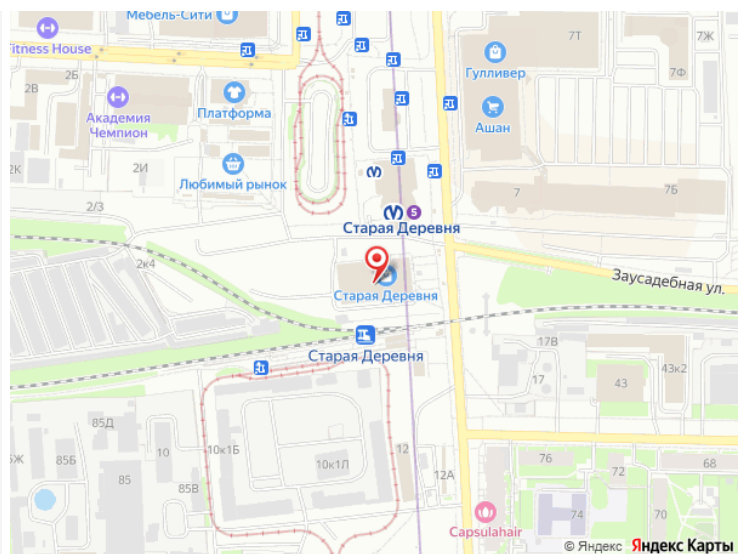 Мебель-Сити
7Т
7Ж
Fitness House
Гулливер
2Б
7Ф
2В
Академия
Чемпион
Платформа
Ашан
2К
2И
Любимый рынок
7
7Б
2/3
5
Старая Деревня
2к4
Заусадебная ул.
Старая Деревня
Старая Деревня
17В
43к2
17
43
85Д
10
10к1Б
12
76
68
Ж
85Б
10к1Л
72
85
12А
85В
74
70
Capsulahair
© Яндекс Яндекс Карты